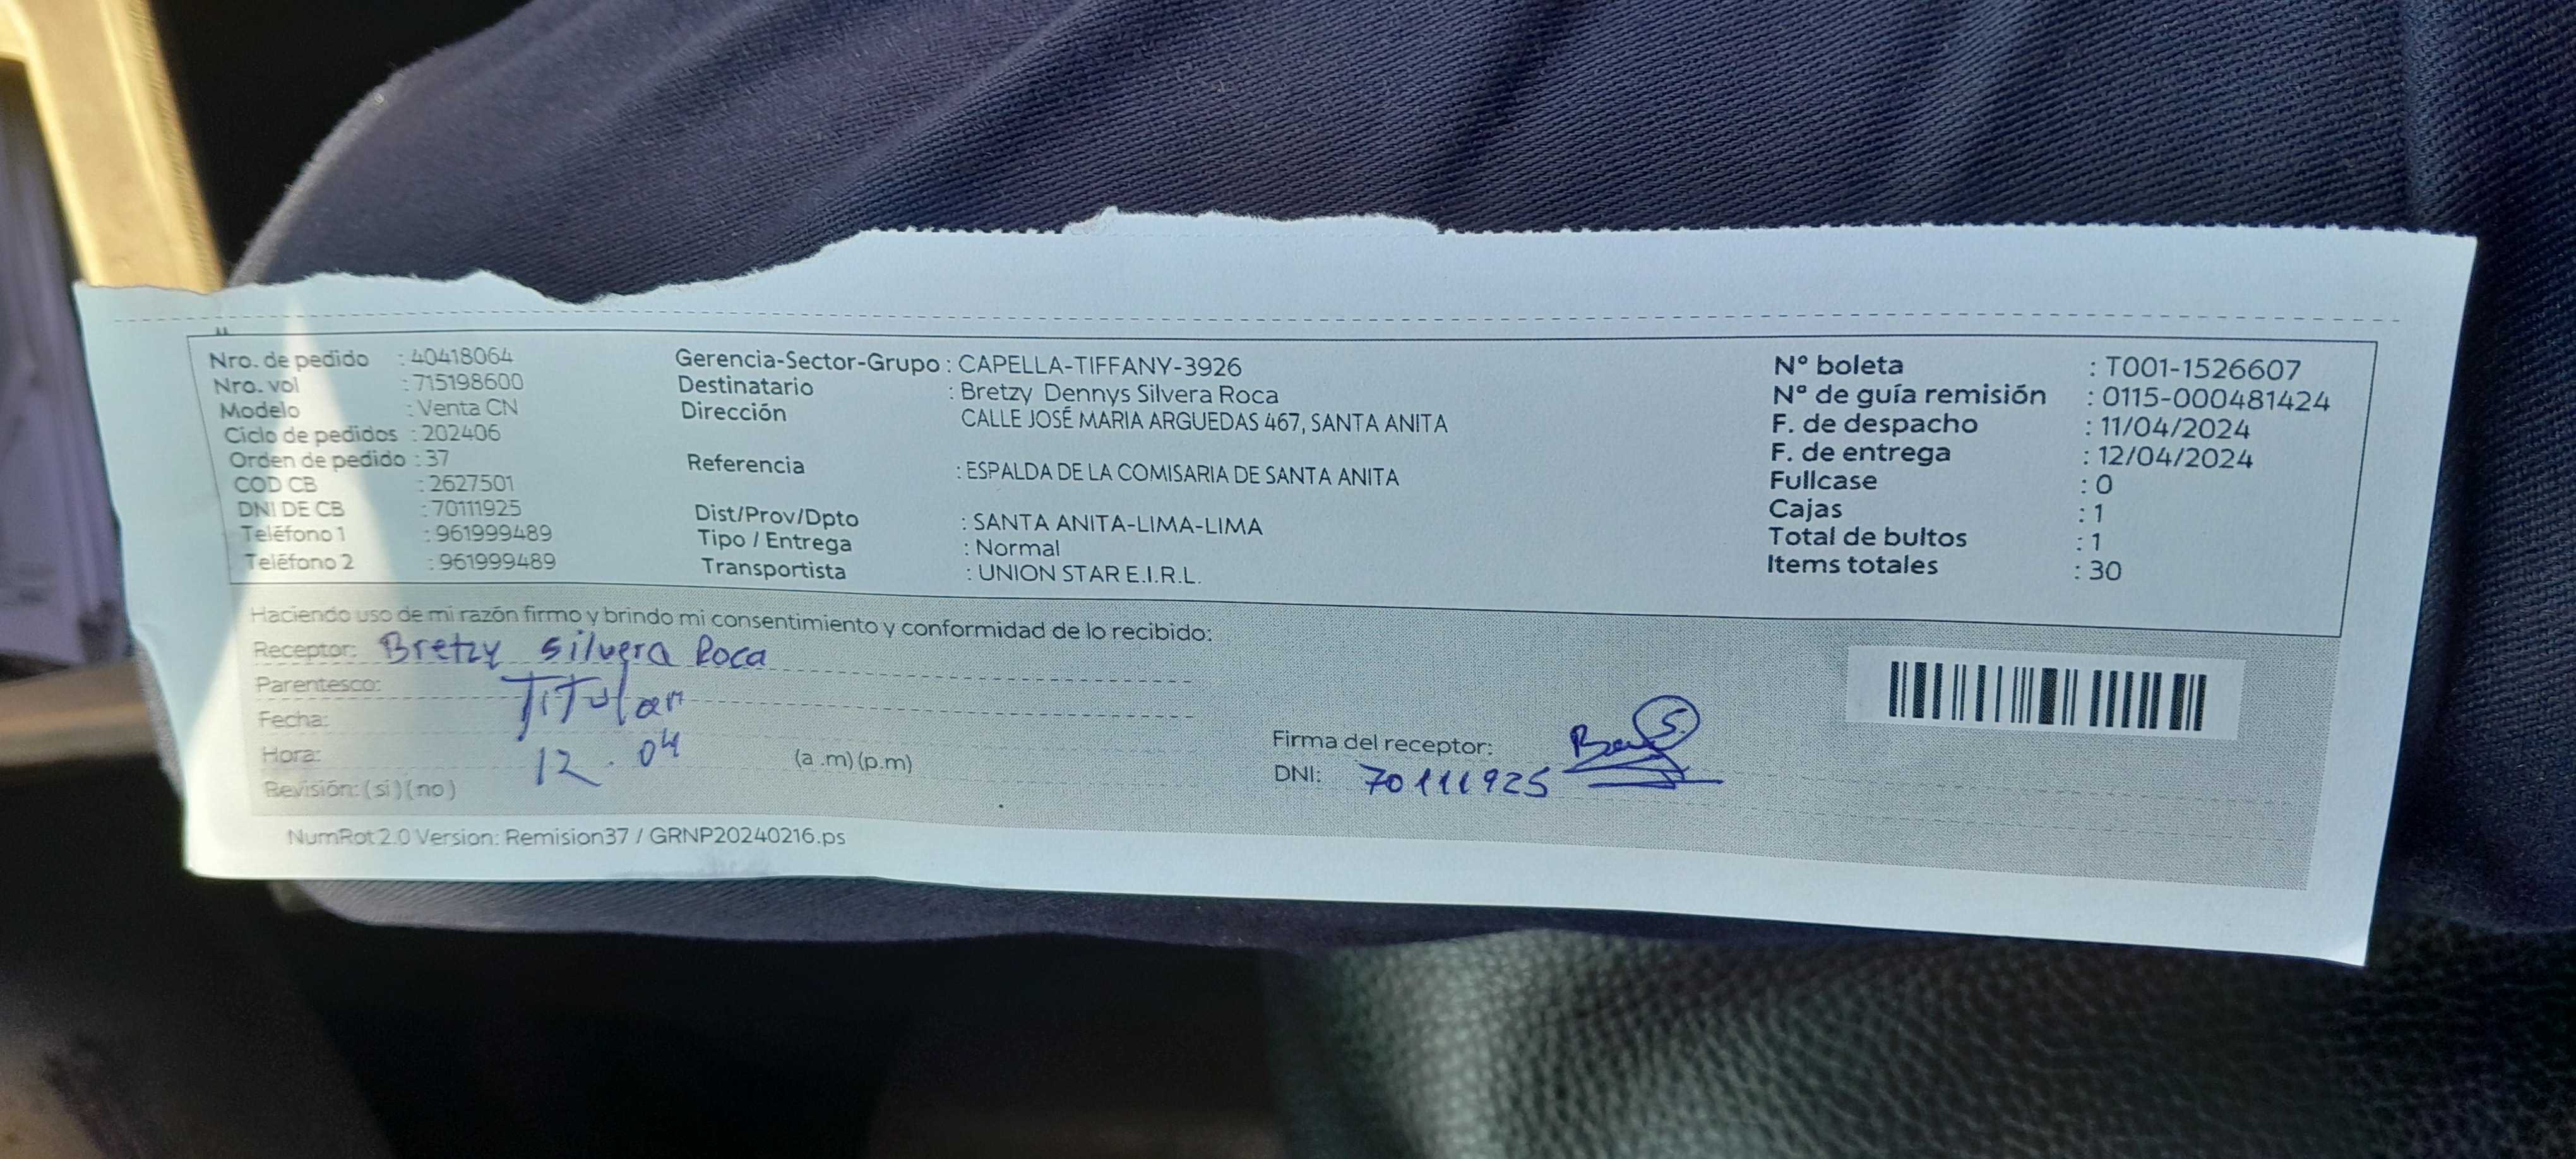 Nro. de pedido : 40418064
Nro. vol : 715198600
Modelo : Venta CN
Ciclo de pedidos : 202406
Orden de pedido : 37
COD CB : 2627501
DNI DE CB : 70111925
Teléfono 1 : 961999489
Teléfono 2 : 961999489
Gerencia-Sector-Grupo : CAPELLA-TIFFANY-3926
Destinatario : Bretzy Dennys Silvera Roca
Dirección CALLE JOSÉ MARIA ARGUEDAS 467, SANTA ANITA
Referencia : ESPALDA DE LA COMISARIA DE SANTA ANITA
Dist/Prov/Dpto : SANTA ANITA-LIMA-LIMA
Tipo / Entrega : Normal
Transportista : UNION STAR E.I.R.L.
Nº boleta : T001-1526607
Nº de guía remisión : 0115-000481424
F. de despacho : 11/04/2024
F. de entrega : 12/04/2024
Fullcase : 0
Cajas : 1
Total de bultos : 1
Items totales : 30
Haciendo uso de mi razón firmo y brindo mi consentimiento y conformidad de lo recibido:
Receptor: Bretzy Silvera Roca
Parentesco: Titular
Fecha: 12.04
Hora: (a .m) (p.m)
Revisión: (si) (no)
Firma del receptor:
DNI: 70111925
NumRot 2.0 Version: Remision37 / GRNP20240216.ps